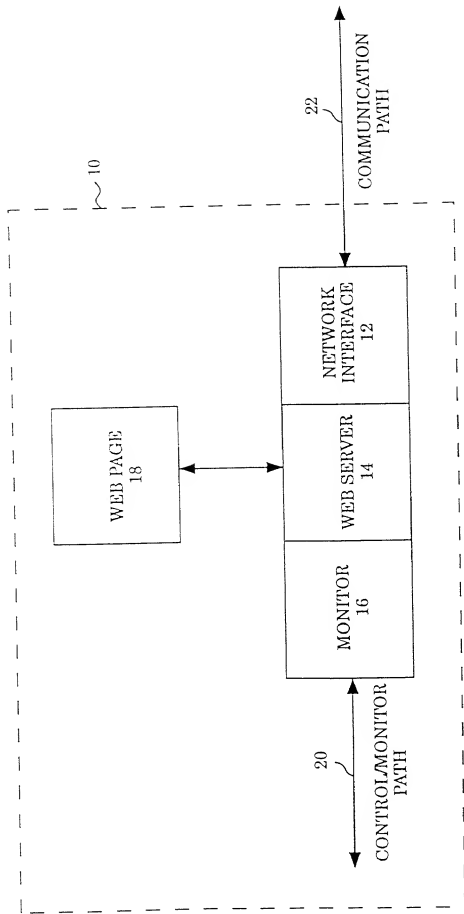 10
WEB PAGE
18
MONITOR
16
WEB SERVER
14
NETWORK
INTERFACE
12
20
CONTROL/MONITOR
PATH
22
COMMUNICATION
PATH